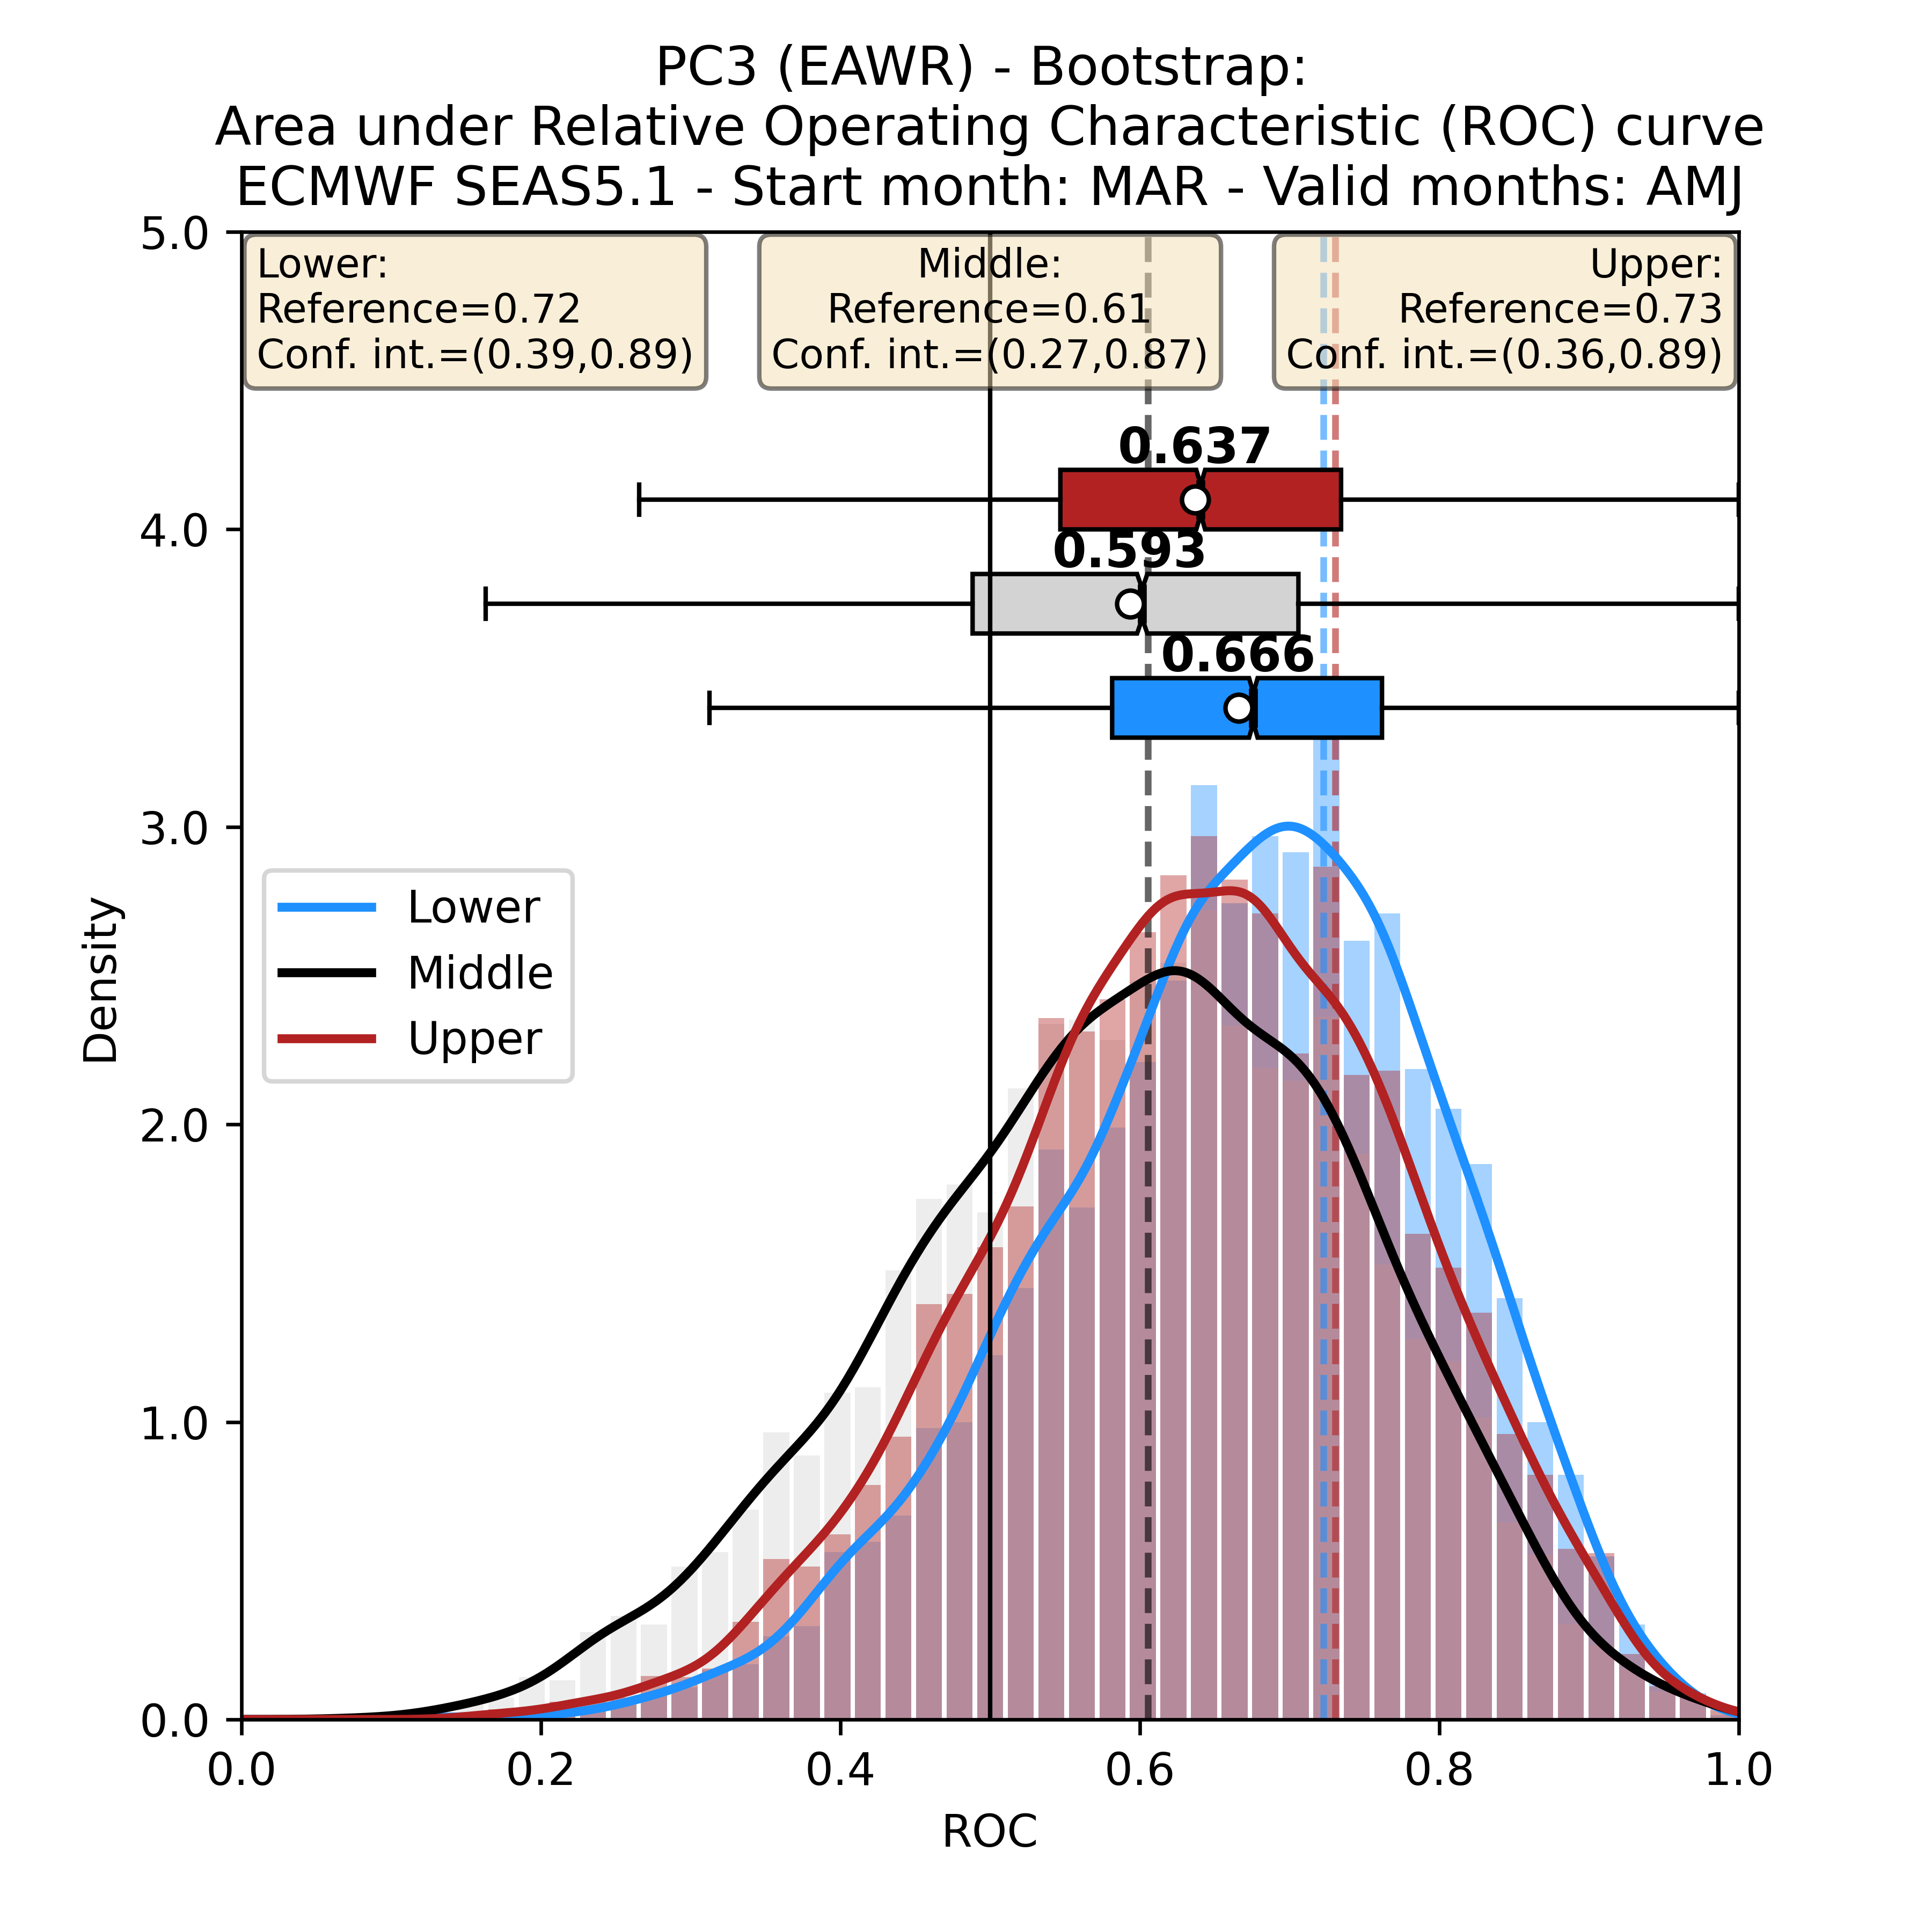 PC3 (EAWR) - Bootstrap:
Area under Relative Operating Characteristic (ROC) curve
ECMWF SEAS5.1 - Start month: MAR - Valid months: AMJ
Lower:
Reference=0.72
Conf. int.=(0.39,0.89)
Middle:
Reference=0.61
Conf. int.=(0.27,0.87)
Upper:
Reference=0.73
Conf. int.=(0.36,0.89)
0.637
0.593
0.666
5.0
4.0
3.0
2.0
1.0
0.0
Density
Lower
Middle
Upper
0.0
0.2
0.4
0.6
0.8
1.0
ROC